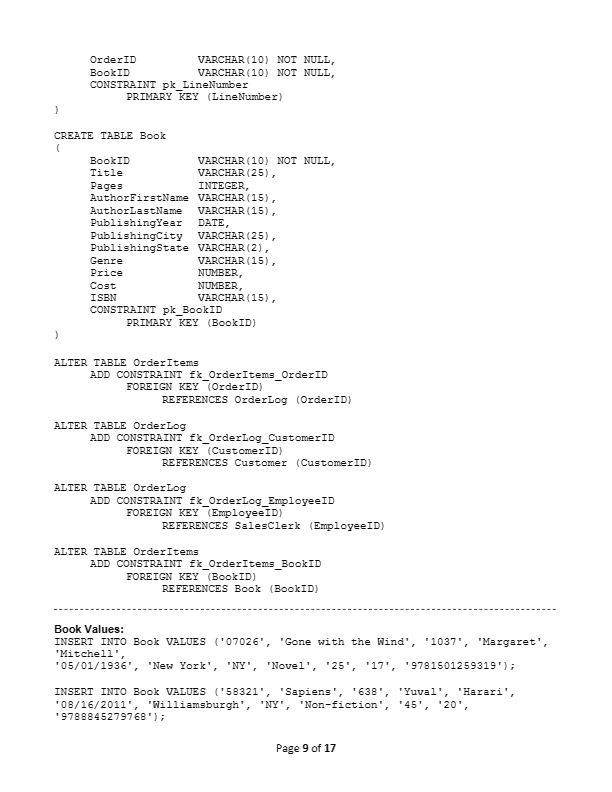 OrderID VARCHAR(10) NOT NULL,
BookID VARCHAR(10) NOT NULL,
CONSTRAINT pk_LineNumber
PRIMARY KEY (LineNumber)
)
CREATE TABLE Book
(
BookID VARCHAR(10) NOT NULL,
Title VARCHAR(25),
Pages INTEGER,
AuthorFirstName VARCHAR(15),
AuthorLastName VARCHAR(15),
PublishingYear DATE,
PublishingCity VARCHAR(25),
PublishingState VARCHAR(2),
Genre VARCHAR(15),
Price NUMBER,
Cost NUMBER,
ISBN VARCHAR(15),
CONSTRAINT pk_BookID
PRIMARY KEY (BookID)
)
ALTER TABLE OrderItems
ADD CONSTRAINT fk_OrderItems_OrderID
FOREIGN KEY (OrderID)
REFERENCES OrderLog (OrderID)
ALTER TABLE OrderLog
ADD CONSTRAINT fk_OrderLog_CustomerID
FOREIGN KEY (CustomerID)
REFERENCES Customer (CustomerID)
ALTER TABLE OrderLog
ADD CONSTRAINT fk_OrderLog_EmployeeID
FOREIGN KEY (EmployeeID)
REFERENCES SalesClerk (EmployeeID)
ALTER TABLE OrderItems
ADD CONSTRAINT fk_OrderItems_BookID
FOREIGN KEY (BookID)
REFERENCES Book (BookID)
Book Values:
INSERT INTO Book VALUES ('07026', 'Gone with the Wind', '1037', 'Margaret',
'Mitchell',
'05/01/1936', 'New York', 'NY', 'Novel', '25', '17', '9781501259319');
INSERT INTO Book VALUES ('58321', 'Sapiens', '638', 'Yuval', 'Harari',
'08/16/2011', 'Williamsburgh', 'NY', 'Non-fiction', '45', '20',
'9788845279768');
Page 9 of 17